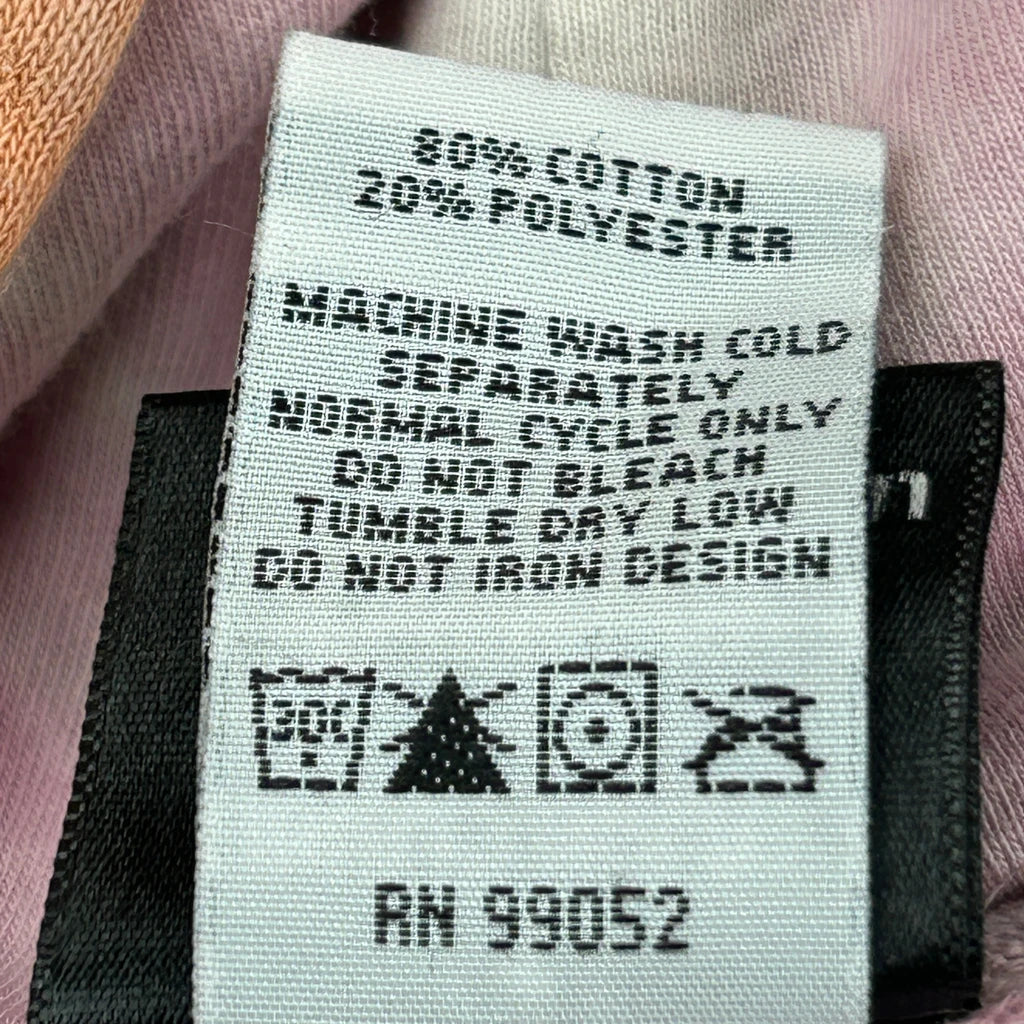 80% COTTON
20% POLYESTER
MACHINE WASH COLD
SEPARATELY
NORMAL CYCLE ONLY
DO NOT BLEACH
TUMBLE DRY LOW
DO NOT IRON DESIGN
30C
RN 99052